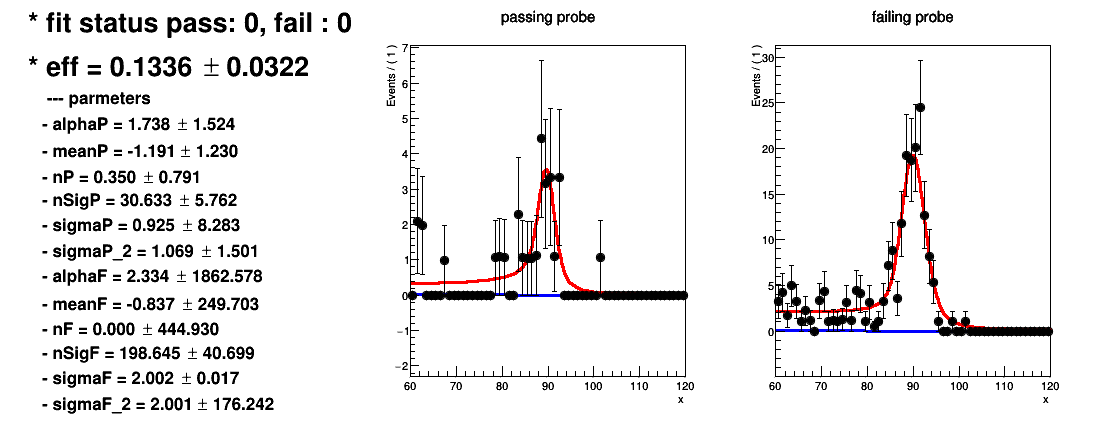 * fit status pass: 0, fail : 0
* eff = 0.1336 ± 0.0322
--- parmeters
- alphaP = 1.738 ± 1.524
- meanP = -1.191 ± 1.230
- nP = 0.350 ± 0.791
- nSigP = 30.633 ± 5.762
- sigmaP = 0.925 ± 8.283
- sigmaP_2 = 1.069 ± 1.501
- alphaF = 2.334 ± 1862.578
- meanF = -0.837 ± 249.703
- nF = 0.000 ± 444.930
- nSigF = 198.645 ± 40.699
- sigmaF = 2.002 ± 0.017
- sigmaF_2 = 2.001 ± 176.242
passing probe
Events / ( 1 )
7
6
5
4
3
2
1
0
−1
−2
60 70 80 90 100 110 120
x
failing probe
Events / ( 1 )
30
25
20
15
10
5
0
60 70 80 90 100 110 120
x